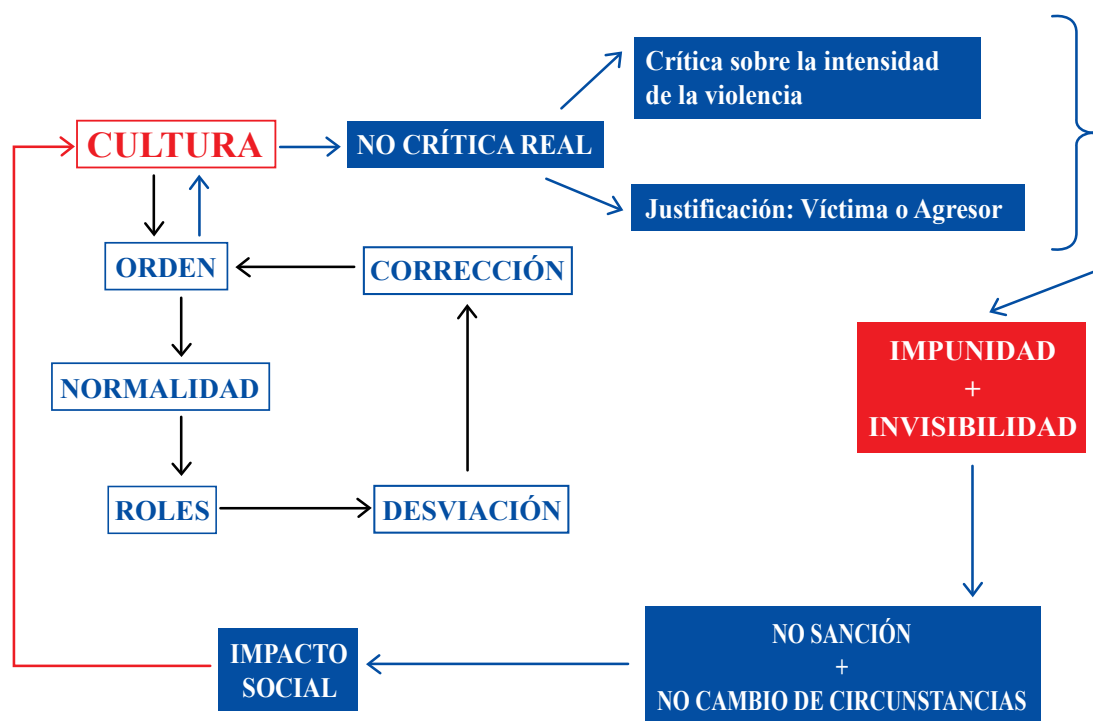 Crítica sobre la intensidad
de la violencia
CULTURA
NO CRÍTICA REAL
Justificación: Víctima o Agresor
ORDEN
CORRECCIÓN
IMPUNIDAD
+
INVISIBILIDAD
NORMALIDAD
ROLES
DESVIACIÓN
NO SANCIÓN
+
NO CAMBIO DE CIRCUNSTANCIAS
IMPACTO
SOCIAL